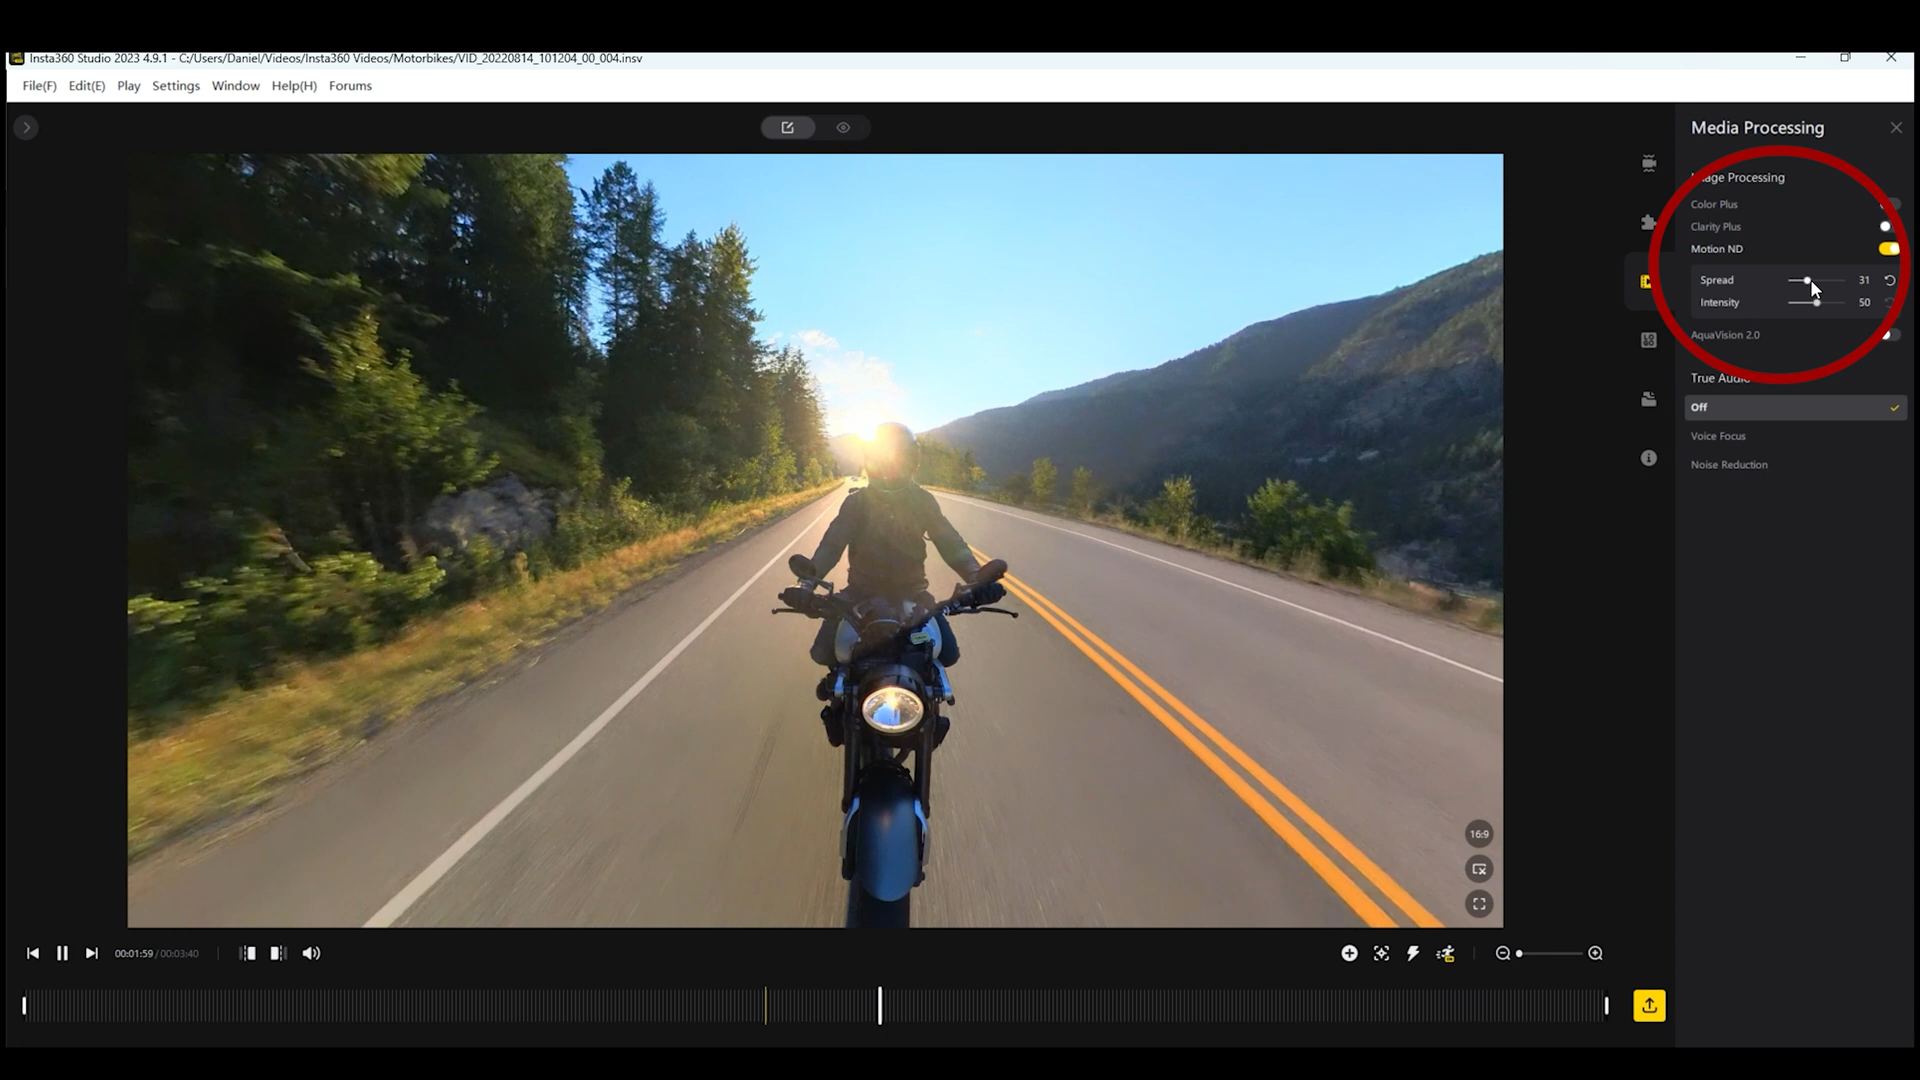 Insta360 Studio 2023 4.9.1 - C:/Users/Daniel/Videos/Insta360 Videos/Motorbikes/VID_20220814_101204_00_004.insv
File(F) Edit(E) Play Settings Window Help(H) Forums
Media Processing
Image Processing
Color Plus
Clarity Plus
Motion ND
Spread 31
Intensity 50
AquaVision 2.0
True Audio
Off
Voice Focus
Noise Reduction
16:9
00:01:59/00:03:40